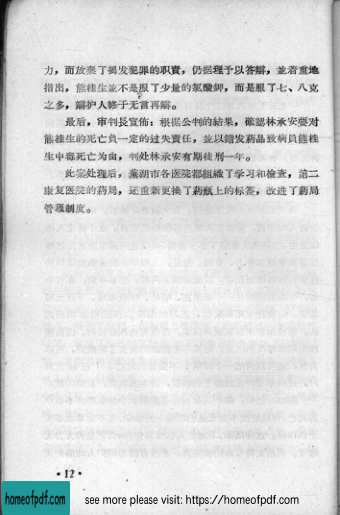 力，而放棄了揭发犯罪的职責，仍据理予以答辯，並着重地
指出，熊桂生並不是服了少量的氯酸鉀，而是服了七、八克
之多，辯护人終于无言再辯。
最后，审判長宣佈：根据公判的結果，確認林承安要对
熊桂生的死亡負一定的过失責任，並以錯发葯品致病員熊桂
生中毒死亡为由，判处林承安有期徒刑一年。
此案处理后，蕪湖市各医院都組織了学习和檢查，第二
康复医院的葯局，还重新更換了葯瓶上的标签，改进了葯局
管理制度。
·12·
homeofpdf.com
see more please visit: https://homeofpdf.com